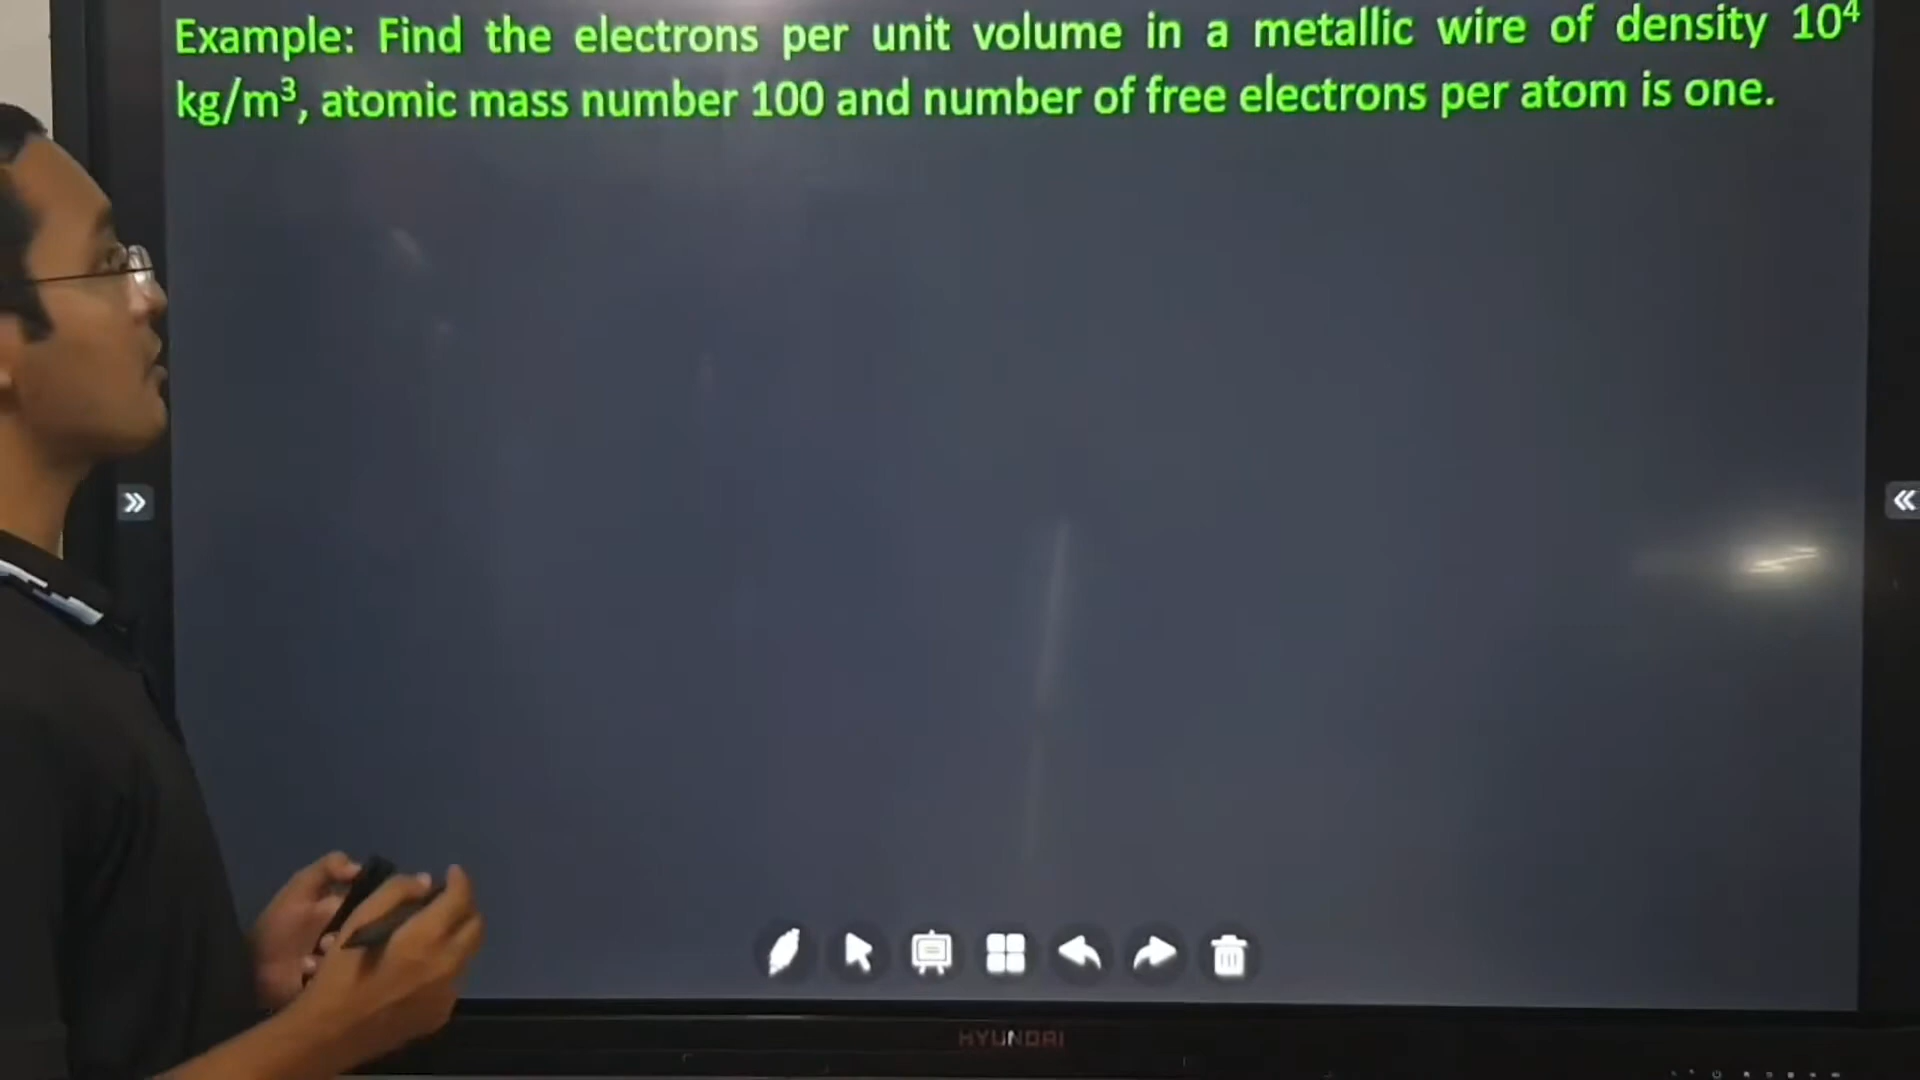 Example: Find the electrons per unit volume in a metallic wire of density 10⁴
kg/m³, atomic mass number 100 and number of free electrons per atom is one.
HYUNDAI